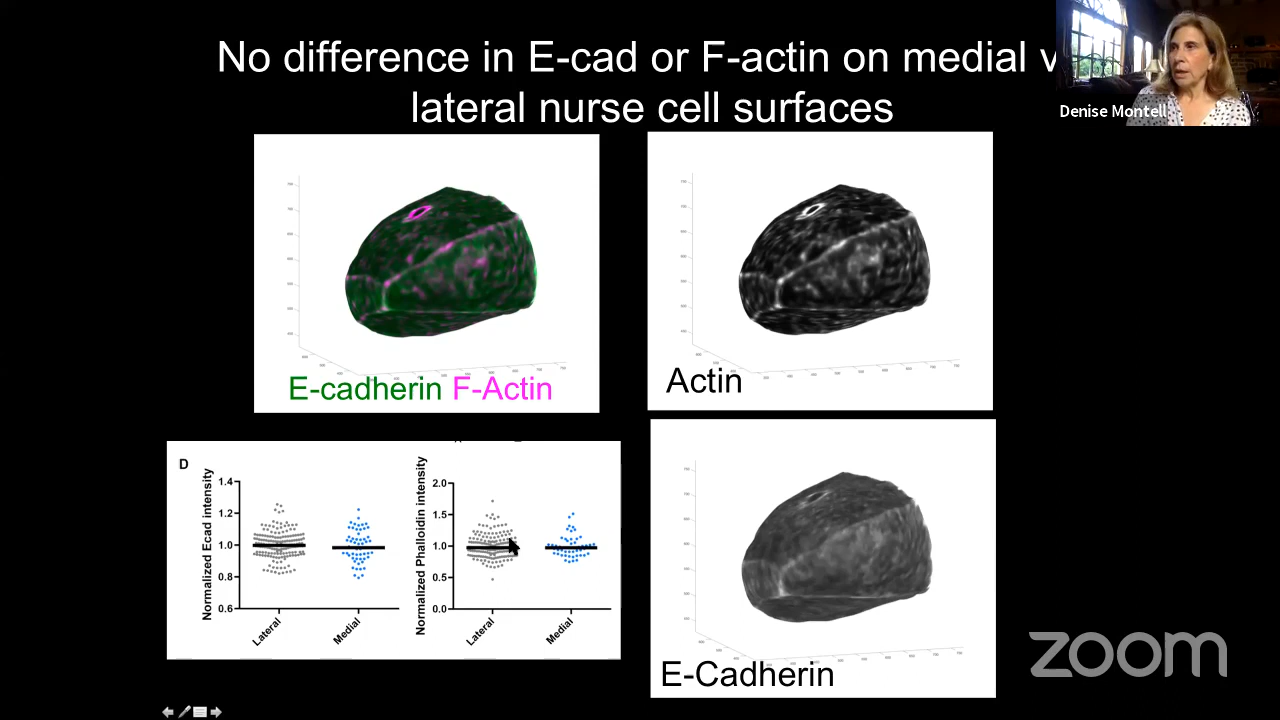 No difference in E-cad or F-actin on medial v
lateral nurse cell surfaces
Denise Montell
E-cadherin F-Actin
Actin
D
Normalized Ecad intensity
1.4
1.2
1.0
0.8
0.6
Lateral
Medial
Normalized Phalloidin intensity
2.0
1.5
1.0
0.5
0.0
Lateral
Medial
E-Cadherin
zoom